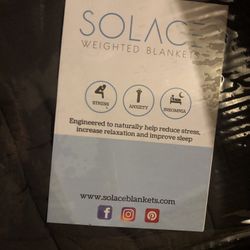 SOLACE
WEIGHTED BLANKETS
STRESS
ANXIETY
INSOMNIA
Engineered to naturally help reduce stress,
increase relaxation and improve sleep
www.solaceblankets.com